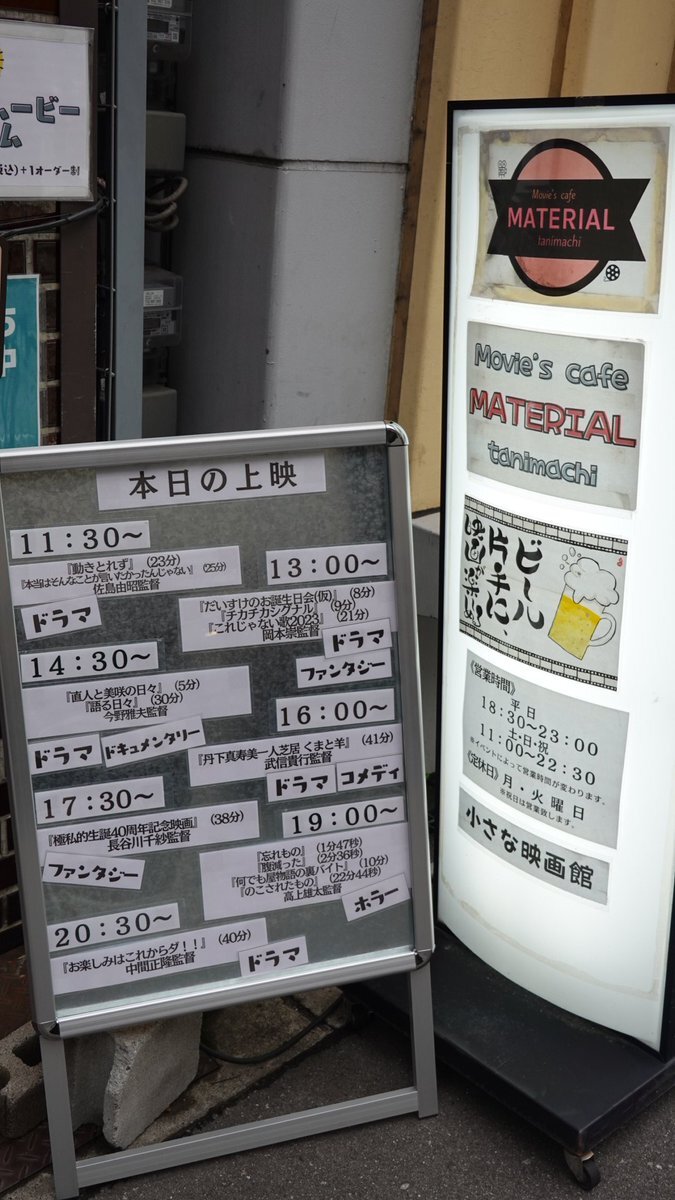 ムービー
ム
込)+1オーダー制
本日の上映
11:30～
『動きとれず』(23分)
『本当はそんなことが言いたかったんじゃない』(25分)
佐島由昭監督
ドラマ
13:00～
『だいすけのお誕生日会(仮)』(8分)
『チカチカシグナル』(9分)
『これじゃない歌2023』(21分)
岡本崇監督
ドラマ
ファンタジー
14:30～
『直人と美咲の日々』(5分)
『語る日々』(30分)
今野雅夫監督
ドラマ
ドキュメンタリー
16:00～
『丹下真寿美一人芝居 くまと羊』(41分)
武信貴行監督
ドラマ
コメディ
17:30～
『極私的生誕40周年記念映画』(38分)
長谷川千紗監督
ファンタジー
19:00～
『忘れもの』(1分47秒)
『腹減った』(2分36秒)
『何でも屋物語の裏バイト』(10分)
『のこされたもの』(22分44秒)
高上雄太監督
ホラー
20:30～
『お楽しみはこれからダ！！』(40分)
中間正隆監督
ドラマ
Movie's cafe
MATERIAL
tanimachi
Movie's cafe
MATERIAL
tanimachi
ビール
片手に、
映画が楽しめる
《営業時間》
平日
18:30～23:00
土・日・祝
11:00～22:30
※イベントによって営業時間が変わります。
《定休日》月・火曜日
※祝日は営業致します。
小さな映画館